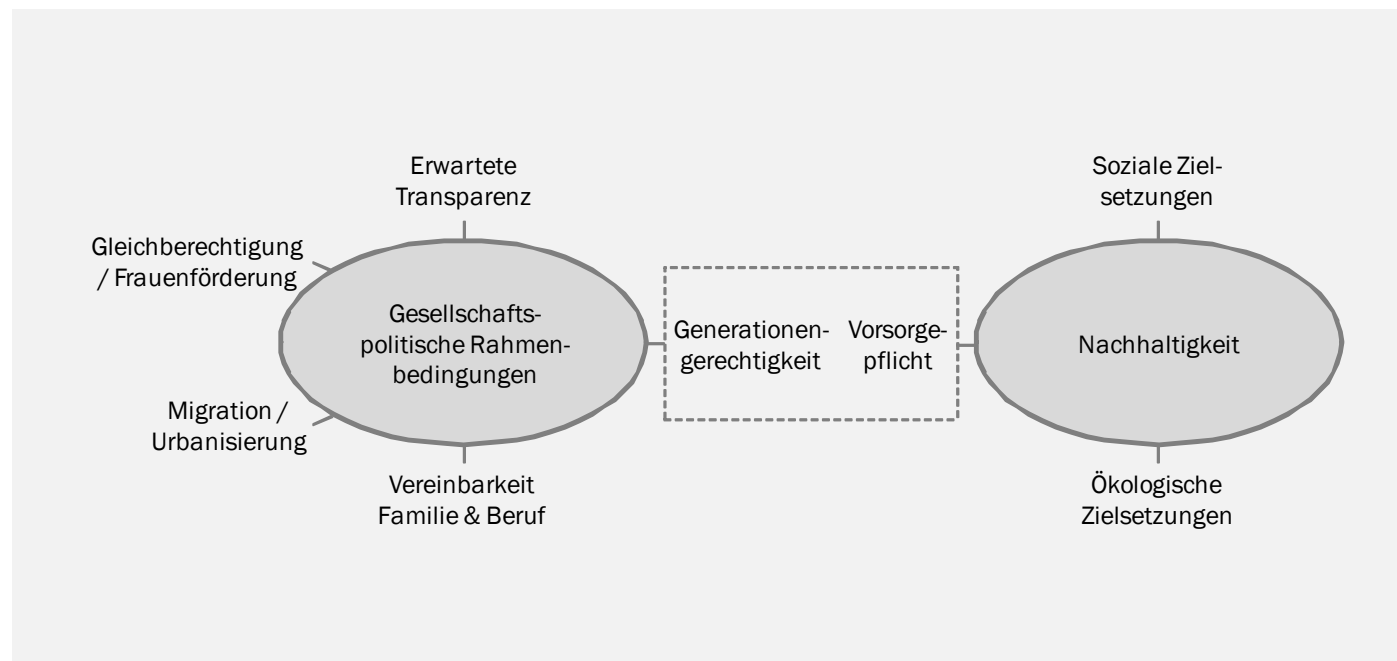 Erwartete
Transparenz
Soziale Ziel-
setzungen
Gleichberechtigung
/ Frauenförderung
Gesellschafts-
politische Rahmen-
bedingungen
Generationen-
gerechtigkeit
Vorsorge-
pflicht
Nachhaltigkeit
Migration /
Urbanisierung
Vereinbarkeit
Familie & Beruf
Ökologische
Zielsetzungen